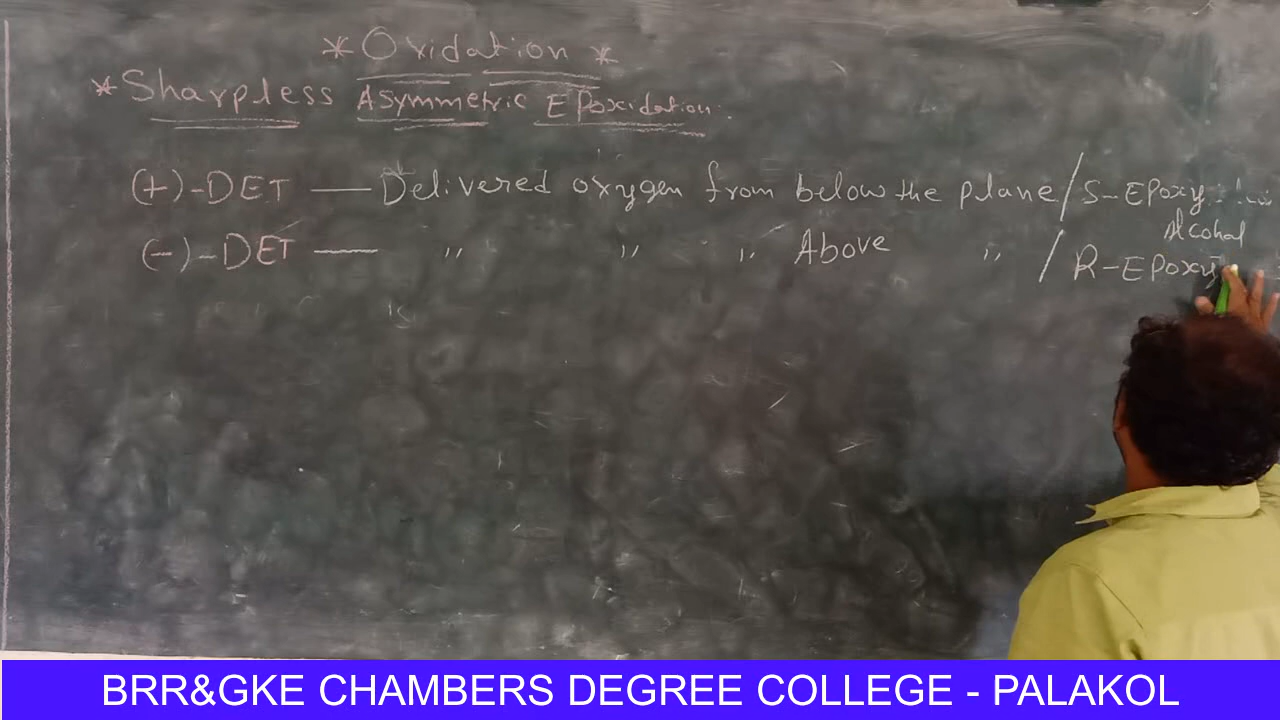 * Oxidation *
* Sharpless Asymmetric EPoxidation.
(+)-DET — Delivered oxygen from below the plane / S-EPoxy
Alcohal
(-)-DET — ,, ,, ,, Above ,, / R-EPoxy
BRR&GKE CHAMBERS DEGREE COLLEGE - PALAKOL